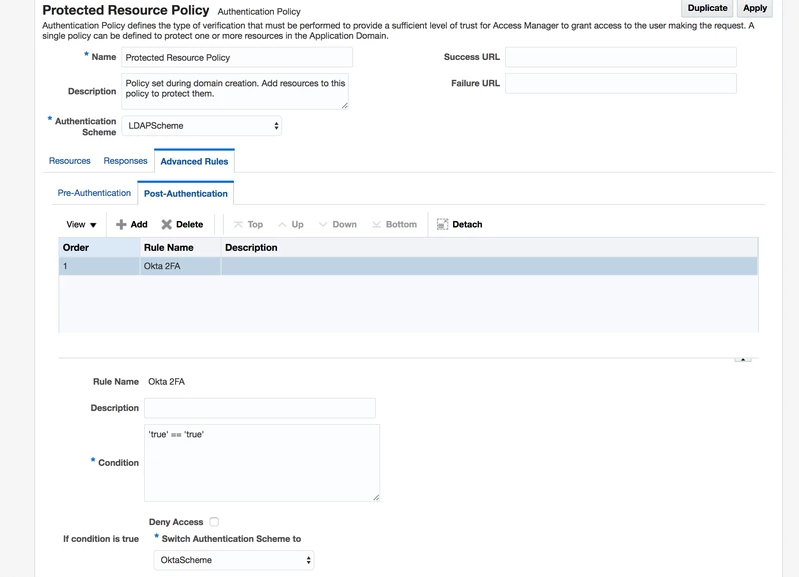 Protected Resource Policy Authentication Policy Duplicate Apply
Authentication Policy defines the type of verification that must be performed to provide a sufficient level of trust for Access Manager to grant access to the user making the request. A
single policy can be defined to protect one or more resources in the Application Domain.
* Name Protected Resource Policy Success URL
Description Policy set during domain creation. Add resources to this
policy to protect them.
Failure URL
* Authentication
Scheme LDAPScheme
Resources Responses Advanced Rules
Pre-Authentication Post-Authentication
View Add Delete Top Up Down Bottom Detach
Order Rule Name Description
1 Okta 2FA
Rule Name Okta 2FA
Description
* Condition 'true' == 'true'
Deny Access
If condition is true * Switch Authentication Scheme to
OktaScheme